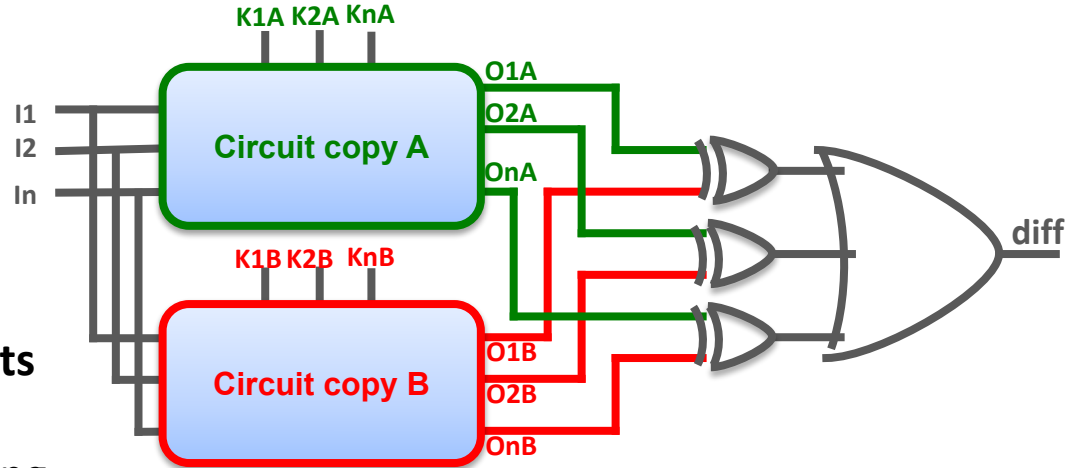 K1A K2A KnA
I1
I2
In
Circuit copy A
O1A
O2A
OnA
diff
K1B K2B KnB
Circuit copy B
O1B
O2B
OnB
ts